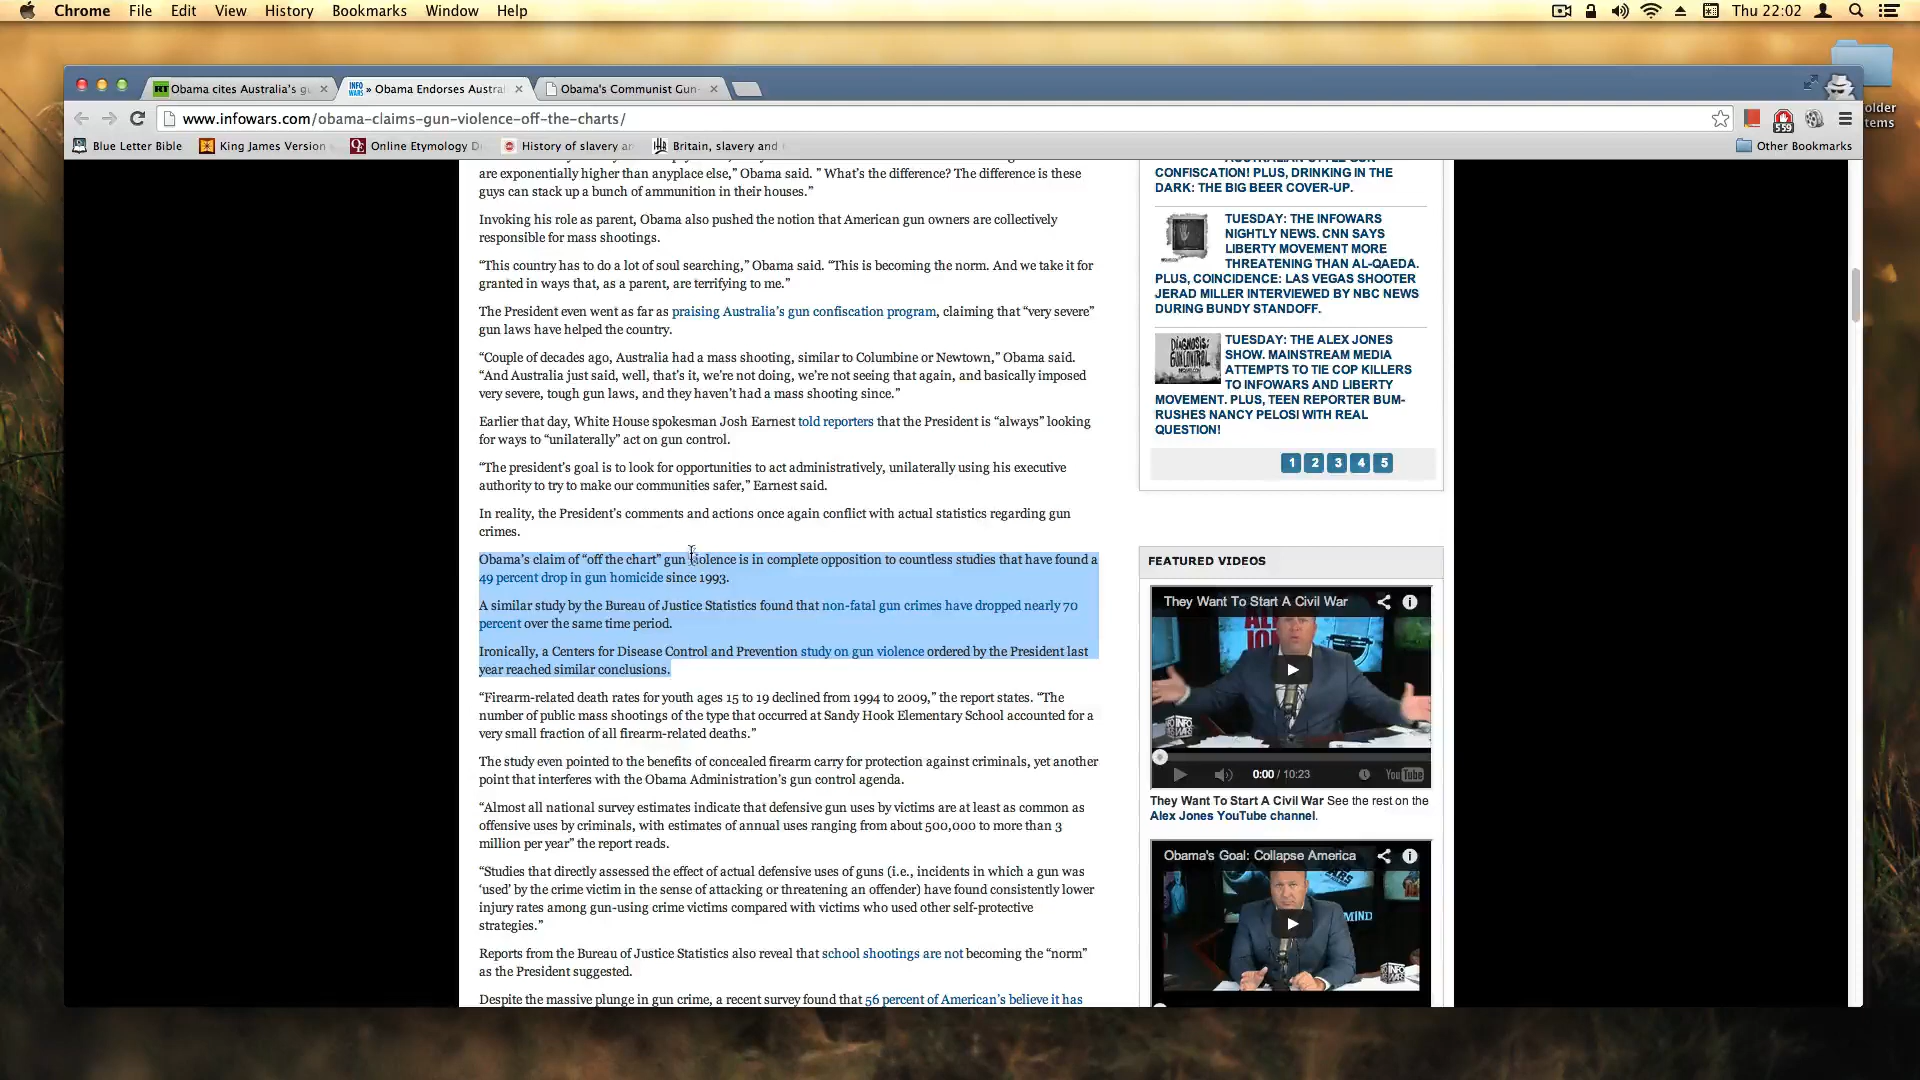 Chrome File Edit View History Bookmarks Window Help
Thu 22:02
Obama cites Australia's g
INFO WARS » Obama Endorses Austra
Obama's Communist Gun
www.infowars.com/obama-claims-gun-violence-off-the-charts/
559
older
tems
Blue Letter Bible
King James Version
Online Etymology D
History of slavery a
Britain, slavery and
Other Bookmarks
are exponentially higher than anyplace else,” Obama said. ” What’s the difference? The difference is these
guys can stack up a bunch of ammunition in their houses.”
Invoking his role as parent, Obama also pushed the notion that American gun owners are collectively
responsible for mass shootings.
“This country has to do a lot of soul searching,” Obama said. “This is becoming the norm. And we take it for
granted in ways that, as a parent, are terrifying to me.”
The President even went as far as praising Australia’s gun confiscation program, claiming that “very severe”
gun laws have helped the country.
“Couple of decades ago, Australia had a mass shooting, similar to Columbine or Newtown,” Obama said.
“And Australia just said, well, that’s it, we’re not doing, we’re not seeing that again, and basically imposed
very severe, tough gun laws, and they haven’t had a mass shooting since.”
Earlier that day, White House spokesman Josh Earnest told reporters that the President is “always” looking
for ways to “unilaterally” act on gun control.
“The president’s goal is to look for opportunities to act administratively, unilaterally using his executive
authority to try to make our communities safer,” Earnest said.
In reality, the President’s comments and actions once again conflict with actual statistics regarding gun
crimes.
Obama’s claim of “off the chart” gun violence is in complete opposition to countless studies that have found a
49 percent drop in gun homicide since 1993.
A similar study by the Bureau of Justice Statistics found that non-fatal gun crimes have dropped nearly 70
percent over the same time period.
Ironically, a Centers for Disease Control and Prevention study on gun violence ordered by the President last
year reached similar conclusions.
“Firearm-related death rates for youth ages 15 to 19 declined from 1994 to 2009,” the report states. “The
number of public mass shootings of the type that occurred at Sandy Hook Elementary School accounted for a
very small fraction of all firearm-related deaths.”
The study even pointed to the benefits of concealed firearm carry for protection against criminals, yet another
point that interferes with the Obama Administration’s gun control agenda.
“Almost all national survey estimates indicate that defensive gun uses by victims are at least as common as
offensive uses by criminals, with estimates of annual uses ranging from about 500,000 to more than 3
million per year” the report reads.
“Studies that directly assessed the effect of actual defensive uses of guns (i.e., incidents in which a gun was
‘used’ by the crime victim in the sense of attacking or threatening an offender) have found consistently lower
injury rates among gun-using crime victims compared with victims who used other self-protective
strategies.”
Reports from the Bureau of Justice Statistics also reveal that school shootings are not becoming the “norm”
as the President suggested.
Despite the massive plunge in gun crime, a recent survey found that 56 percent of American’s believe it has
CONFISCATION! PLUS, DRINKING IN THE
DARK: THE BIG BEER COVER-UP.
TUESDAY: THE INFOWARS
NIGHTLY NEWS. CNN SAYS
LIBERTY MOVEMENT MORE
THREATENING THAN AL-QAEDA.
PLUS, COINCIDENCE: LAS VEGAS SHOOTER
JERAD MILLER INTERVIEWED BY NBC NEWS
DURING BUNDY STANDOFF.
DIAGNOSIS:
GUN CONTROL
TUESDAY: THE ALEX JONES
SHOW. MAINSTREAM MEDIA
ATTEMPTS TO TIE COP KILLERS
TO INFOWARS AND LIBERTY
MOVEMENT. PLUS, TEEN REPORTER BUM-
RUSHES NANCY PELOSI WITH REAL
QUESTION!
1 2 3 4 5
FEATURED VIDEOS
They Want To Start A Civil War
0:00 / 10:23
YouTube
They Want To Start A Civil War See the rest on the
Alex Jones YouTube channel.
Obama's Goal: Collapse America
MIND